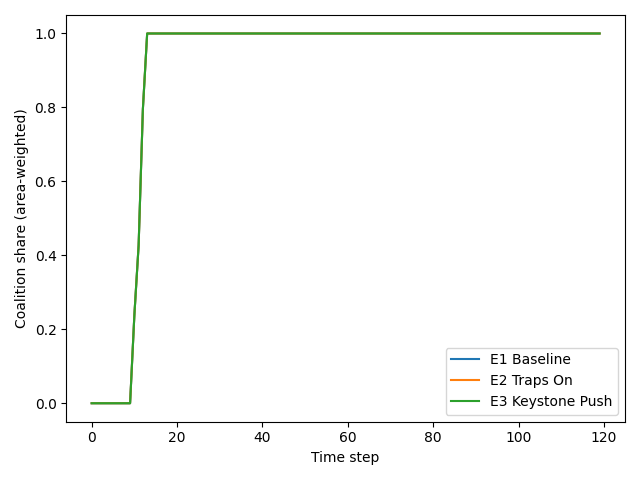 1.0
0.8
0.6
0.4
0.2
0.0
Coalition share (area-weighted)
0 20 40 60 80 100 120
Time step
E1 Baseline
E2 Traps On
E3 Keystone Push